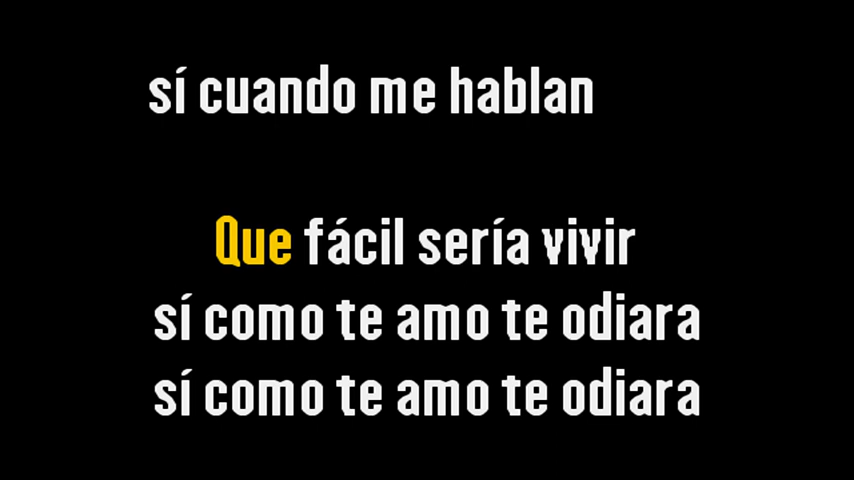 sí cuando me hablan
Que fácil sería vivir
sí como te amo te odiara
sí como te amo te odiara